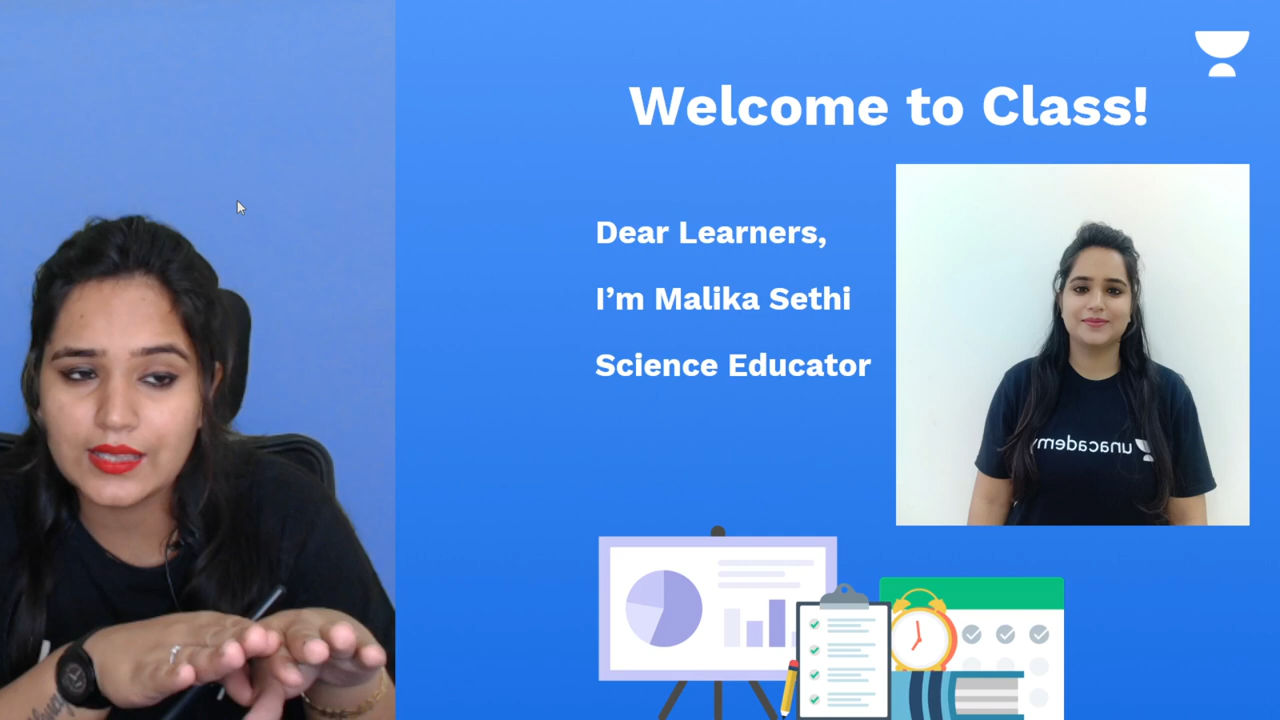 Welcome to Class!
Dear Learners,
I’m Malika Sethi
Science Educator
unacademy